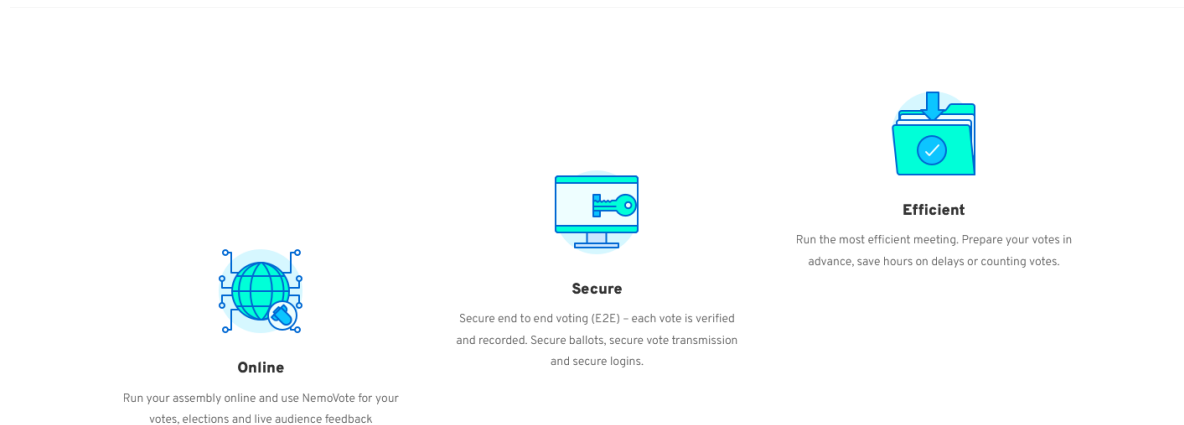 Efficient
Run the most efficient meeting. Prepare your votes in
advance, save hours on delays or counting votes.
Secure
Secure end to end voting (E2E) – each vote is verified
and recorded. Secure ballots, secure vote transmission
and secure logins.
Online
Run your assembly online and use NemoVote for your
votes, elections and live audience feedback